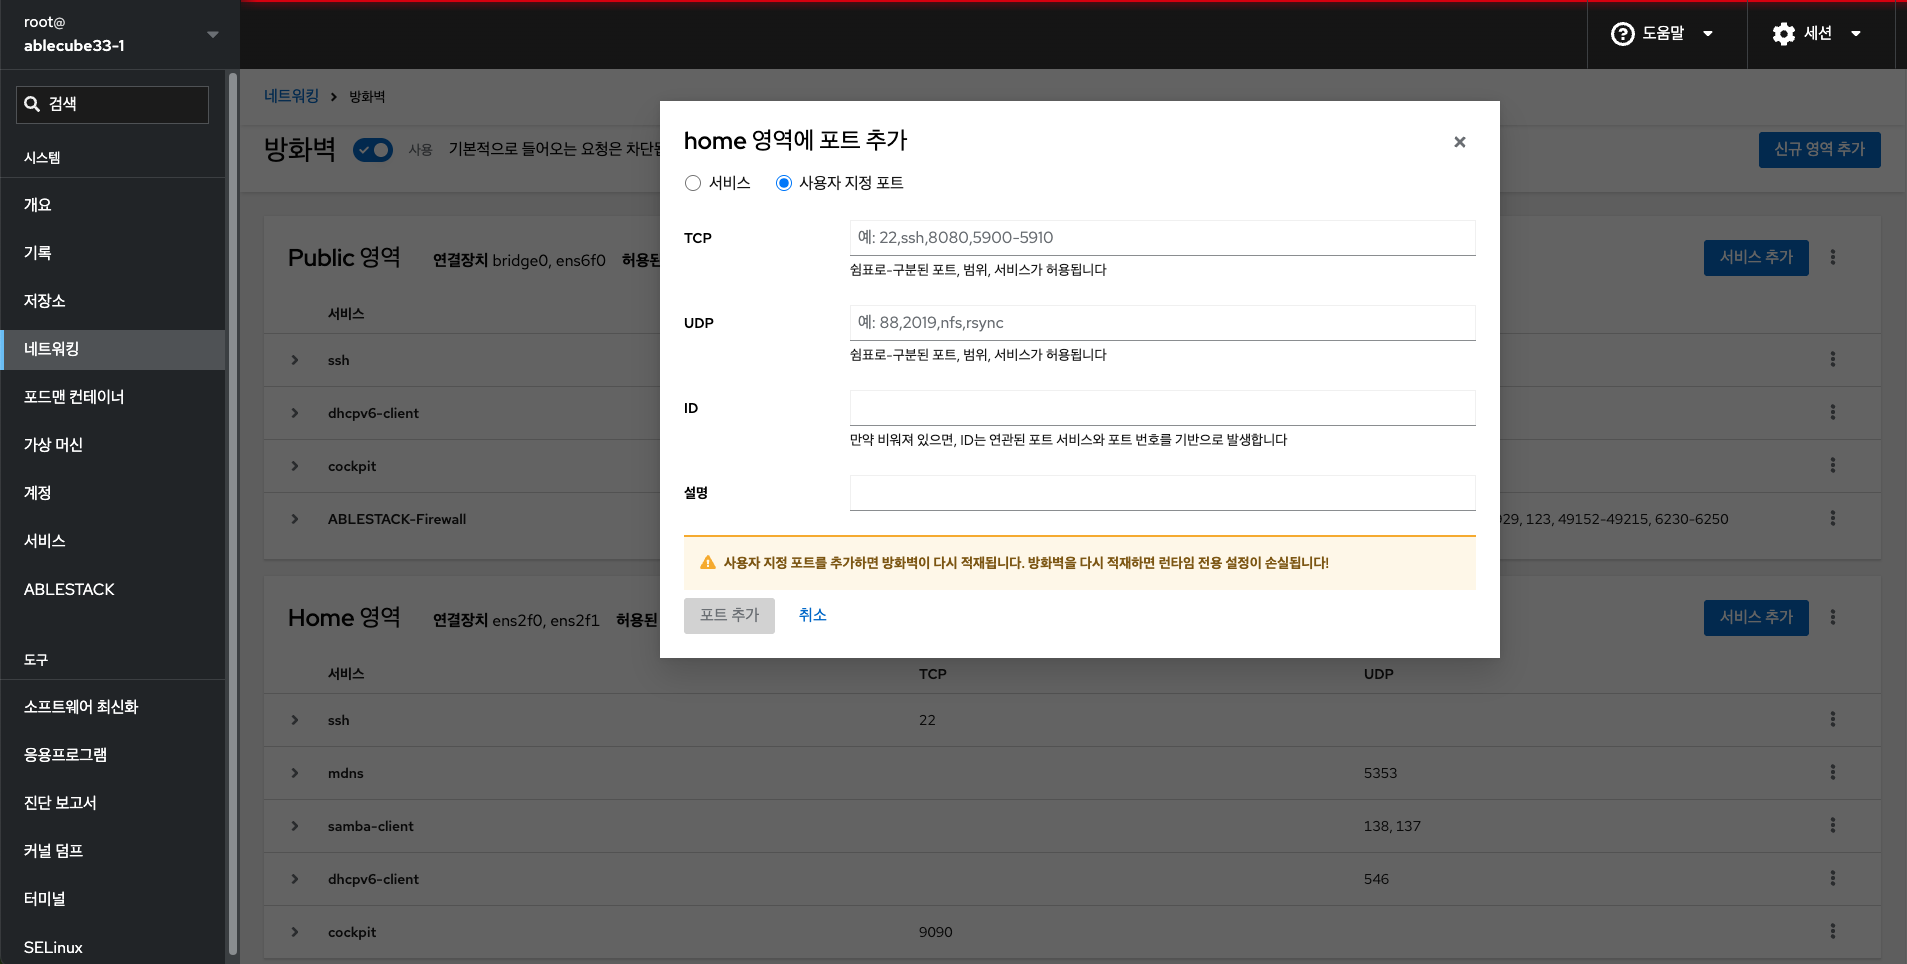 root@
ablecube33-1
도움말
세션
검색
시스템
개요
기록
저장소
네트워킹
포드맨 컨테이너
가상 머신
계정
서비스
ABLESTACK
도구
소프트웨어 최신화
응용프로그램
진단 보고서
커널 덤프
터미널
SELinux
네트워킹 > 방화벽
방화벽 사용 기본적으로 들어오는 요청은
신규 영역 추가
Public 영역 연결장치 bridge0, ens6f0 허용된
서비스 추가
서비스
ssh
dhcpv6-client
cockpit
ABLESTACK-Firewall
123, 49152-49215, 6230-6250
home 영역에 포트 추가
서비스 사용자 지정 포트
TCP
예: 22,ssh,8080,5900-5910
쉼표로-구분된 포트, 범위, 서비스가 허용됩니다
UDP
예: 88,2019,nfs,rsync
쉼표로-구분된 포트, 범위, 서비스가 허용됩니다
ID
만약 비워져 있으면, ID는 연관된 포트 서비스와 포트 번호를 기반으로 발생합니다
설명
사용자 지정 포트를 추가하면 방화벽이 다시 적재됩니다. 방화벽을 다시 적재하면 런타임 전용 설정이 손실됩니다!
포트 추가 취소
Home 영역 연결장치 ens2f0, ens2f1 허용된
서비스 추가
서비스 TCP UDP
ssh 22
mdns 5353
samba-client 138, 137
dhcpv6-client 546
cockpit 9090